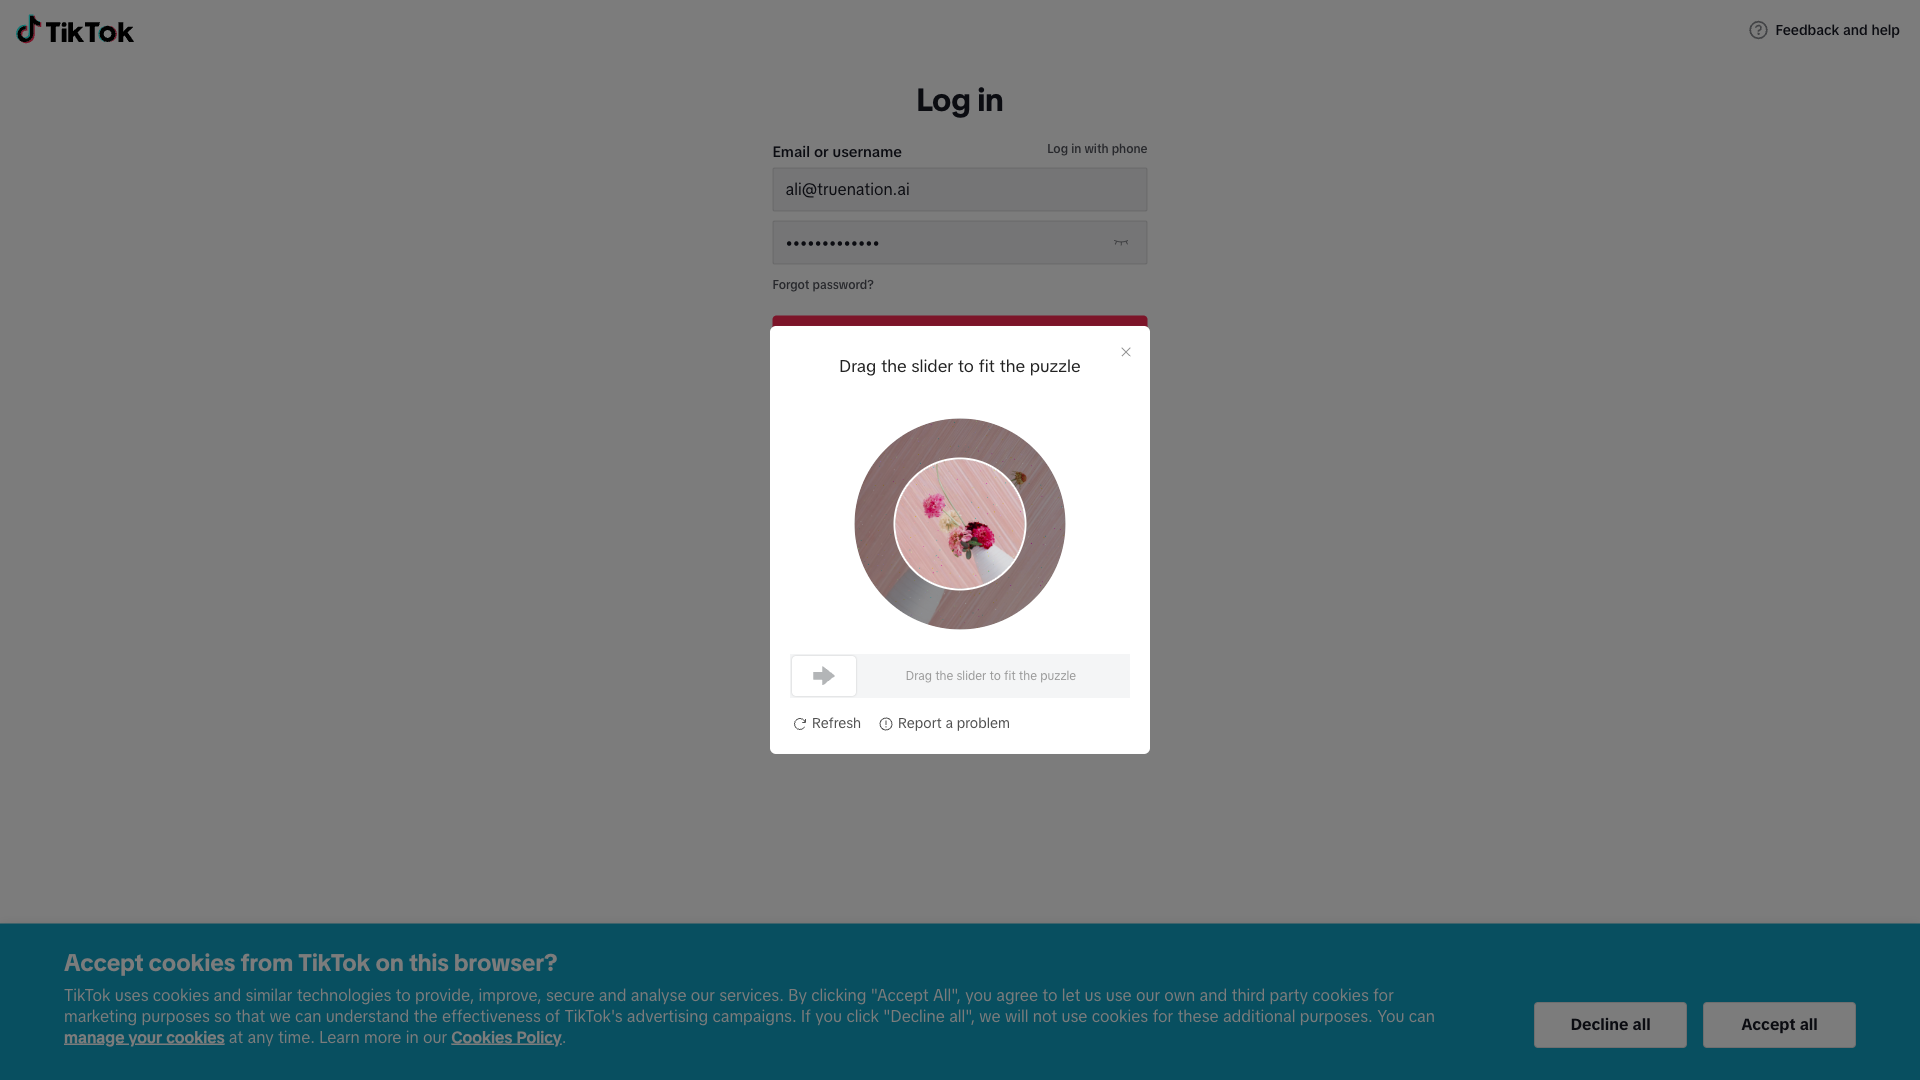 TikTok
Feedback and help
Log in
Email or username
Log in with phone
ali@truenation.ai
•••••••••••••
Forgot password?
Drag the slider to fit the puzzle
Drag the slider to fit the puzzle
Refresh
Report a problem
Accept cookies from TikTok on this browser?
TikTok uses cookies and similar technologies to provide, improve, secure and analyse our services. By clicking "Accept All", you agree to let us use our own and third party cookies for
marketing purposes so that we can understand the effectiveness of TikTok's advertising campaigns. If you click "Decline all", we will not use cookies for these additional purposes. You can
manage your cookies at any time. Learn more in our Cookies Policy.
Decline all
Accept all